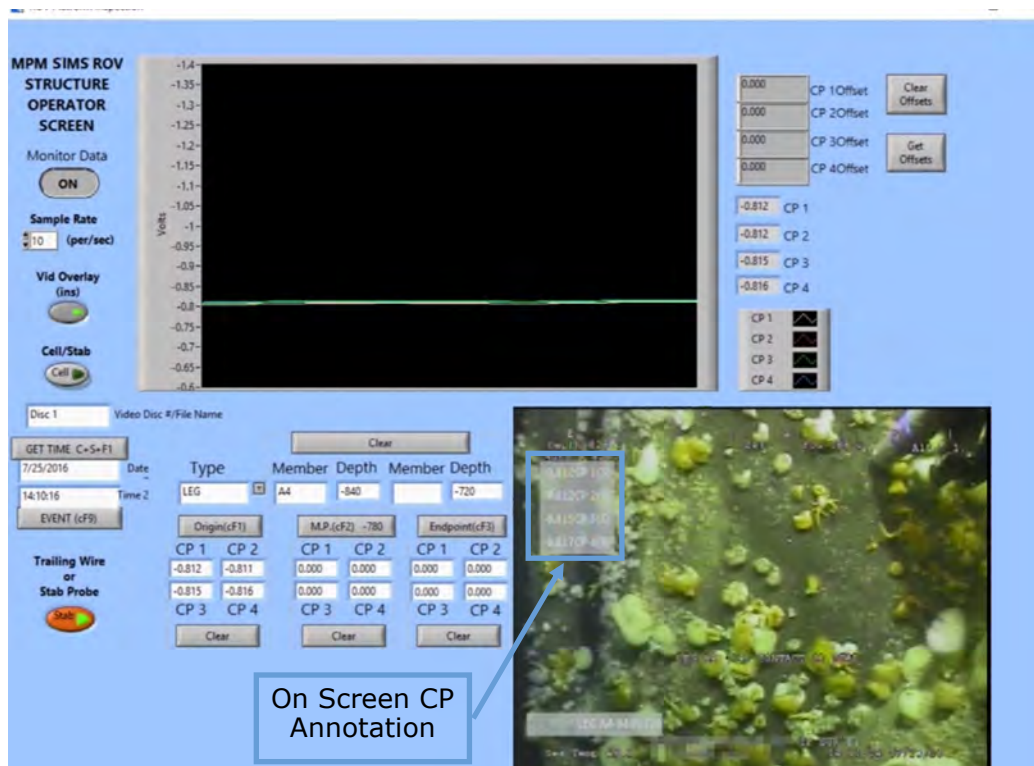 MPM SIMS ROV
STRUCTURE
OPERATOR
SCREEN
Monitor Data
ON
Sample Rate
10 (per/sec)
Vid Overlay
(ins)
Cell/Stab
Cell
Volts
-1.4
-1.35
-1.3
-1.25
-1.2
-1.15
-1.1
-1.05
-1
-0.95
-0.9
-0.85
-0.8
-0.75
-0.7
-0.65
-0.6
0.000 CP 1Offset
0.000 CP 2Offset
0.000 CP 3Offset
0.000 CP 4Offset
Clear
Offsets
Get
Offsets
-0.812 CP 1
-0.812 CP 2
-0.815 CP 3
-0.816 CP 4
CP 1
CP 2
CP 3
CP 4
Disc 1 Video Disc #/File Name
GET TIME C+S+F1
7/25/2016 Date
14:10:16 Time 2
EVENT (cF9)
Trailing Wire
or
Stab Probe
Stab
Clear
Type Member Depth Member Depth
LEG A4 -840 -720
Origin(cF1) M.P.(cF2) -780 Endpoint(cF3)
CP 1 CP 2 CP 1 CP 2 CP 1 CP 2
-0.812 -0.811 0.000 0.000 0.000 0.000
-0.815 -0.816 0.000 0.000 0.000 0.000
CP 3 CP 4 CP 3 CP 4 CP 3 CP 4
Clear Clear Clear
On Screen CP
Annotation